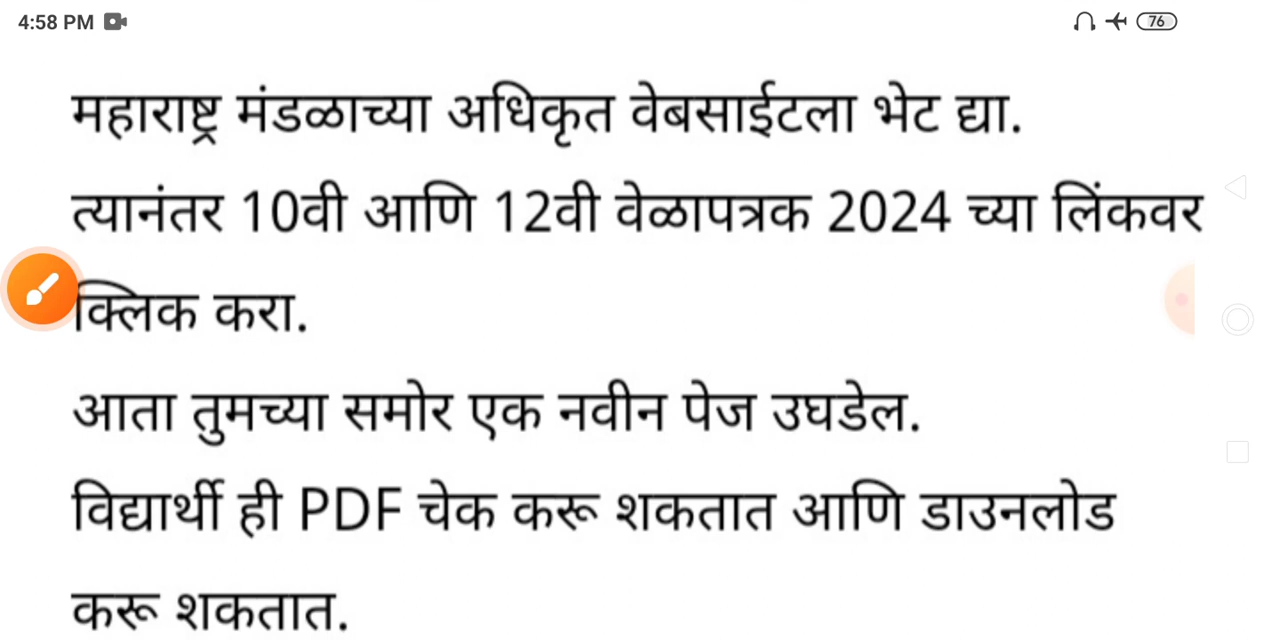 4:58 PM
76
महाराष्ट्र मंडळाच्या अधिकृत वेबसाईटला भेट द्या.
त्यानंतर 10वी आणि 12वी वेळापत्रक 2024 च्या लिंकवर
क्लिक करा.
आता तुमच्या समोर एक नवीन पेज उघडेल.
विद्यार्थी ही PDF चेक करू शकतात आणि डाउनलोड
करू शकतात.